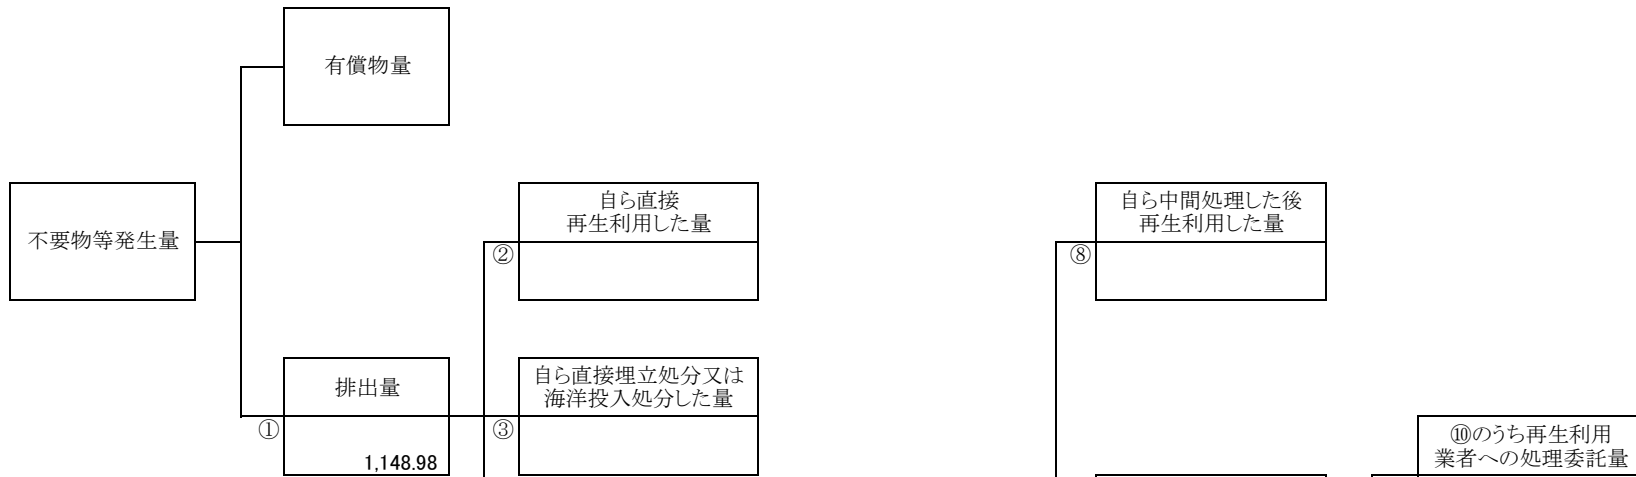 有償物量
不要物等発生量
自ら直接
再生利用した量
②
自ら中間処理した後
再生利用した量
⑧
排出量
①
1,148.98
自ら直接埋立処分又は
海洋投入処分した量
③
⑩のうち再生利用
業者への処理委託量